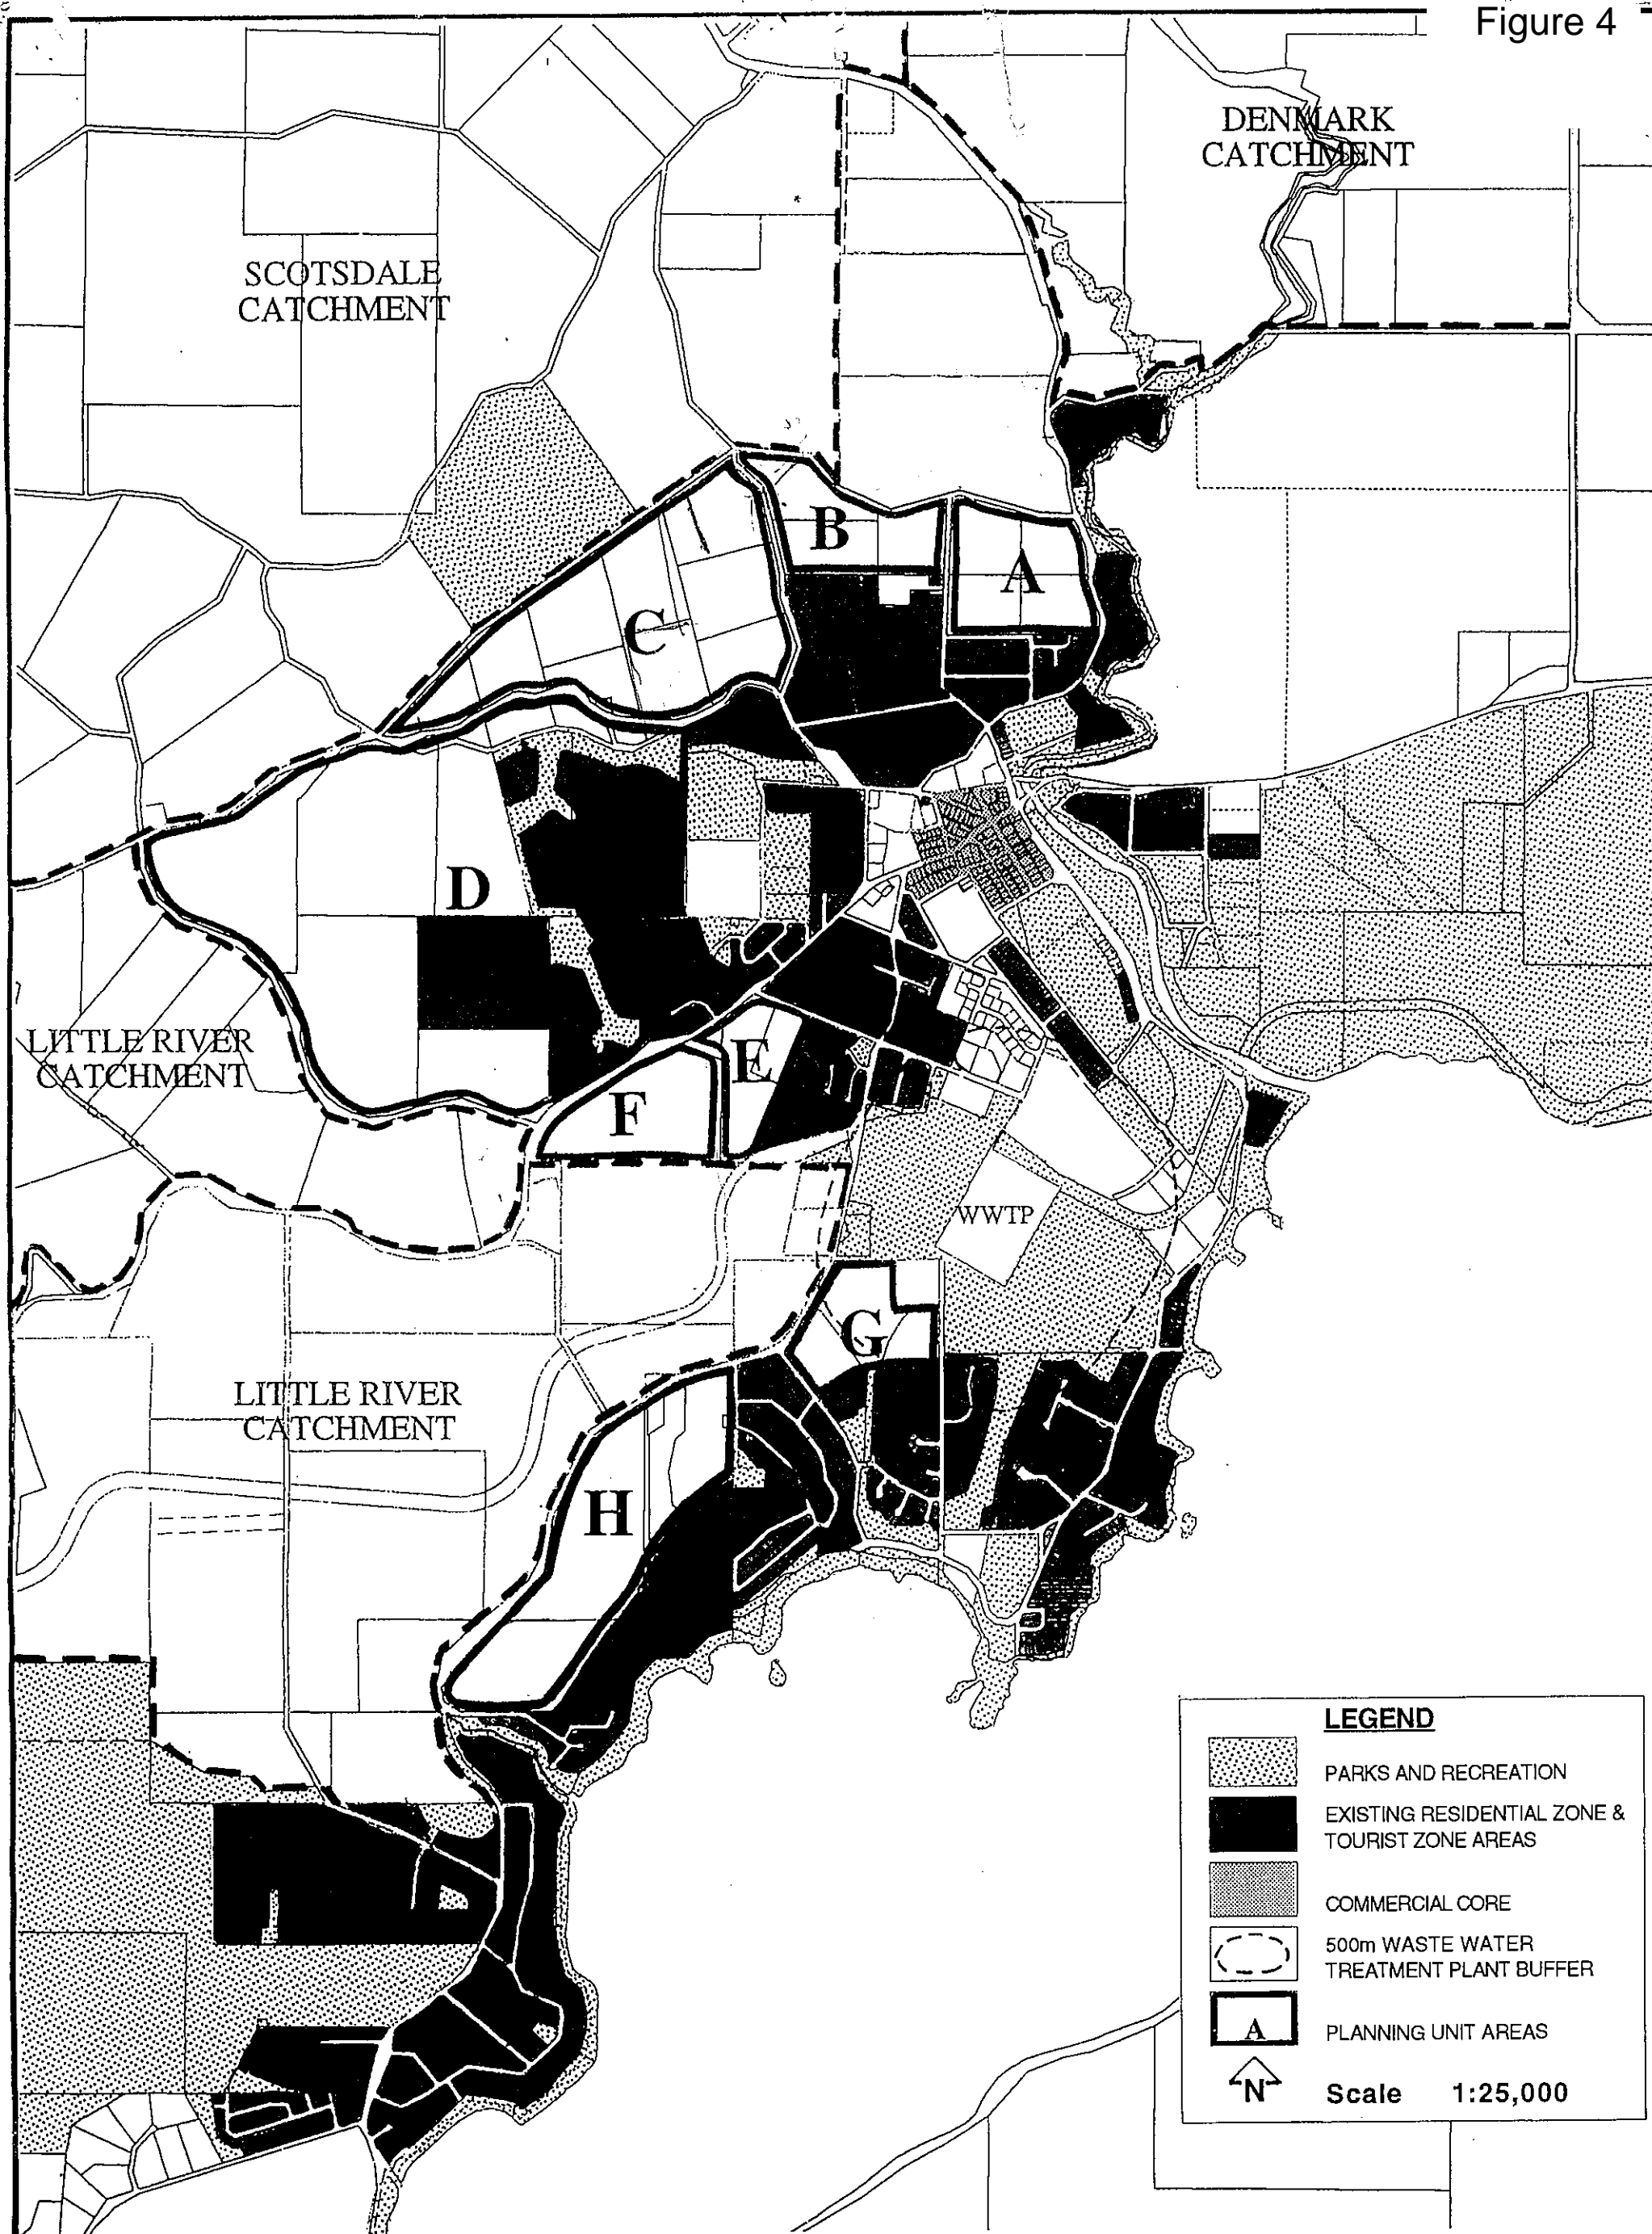 Figure 4
DENMARK
CATCHMENT
SCOTSDALE
CATCHMENT
B
A
C
D
LITTLE RIVER
CATCHMENT
E
F
WWTP
G
LITTLE RIVER
CATCHMENT
H
LEGEND
PARKS AND RECREATION
EXISTING RESIDENTIAL ZONE &
TOURIST ZONE AREAS
COMMERCIAL CORE
500m WASTE WATER
TREATMENT PLANT BUFFER
A
PLANNING UNIT AREAS
N
Scale 1:25,000